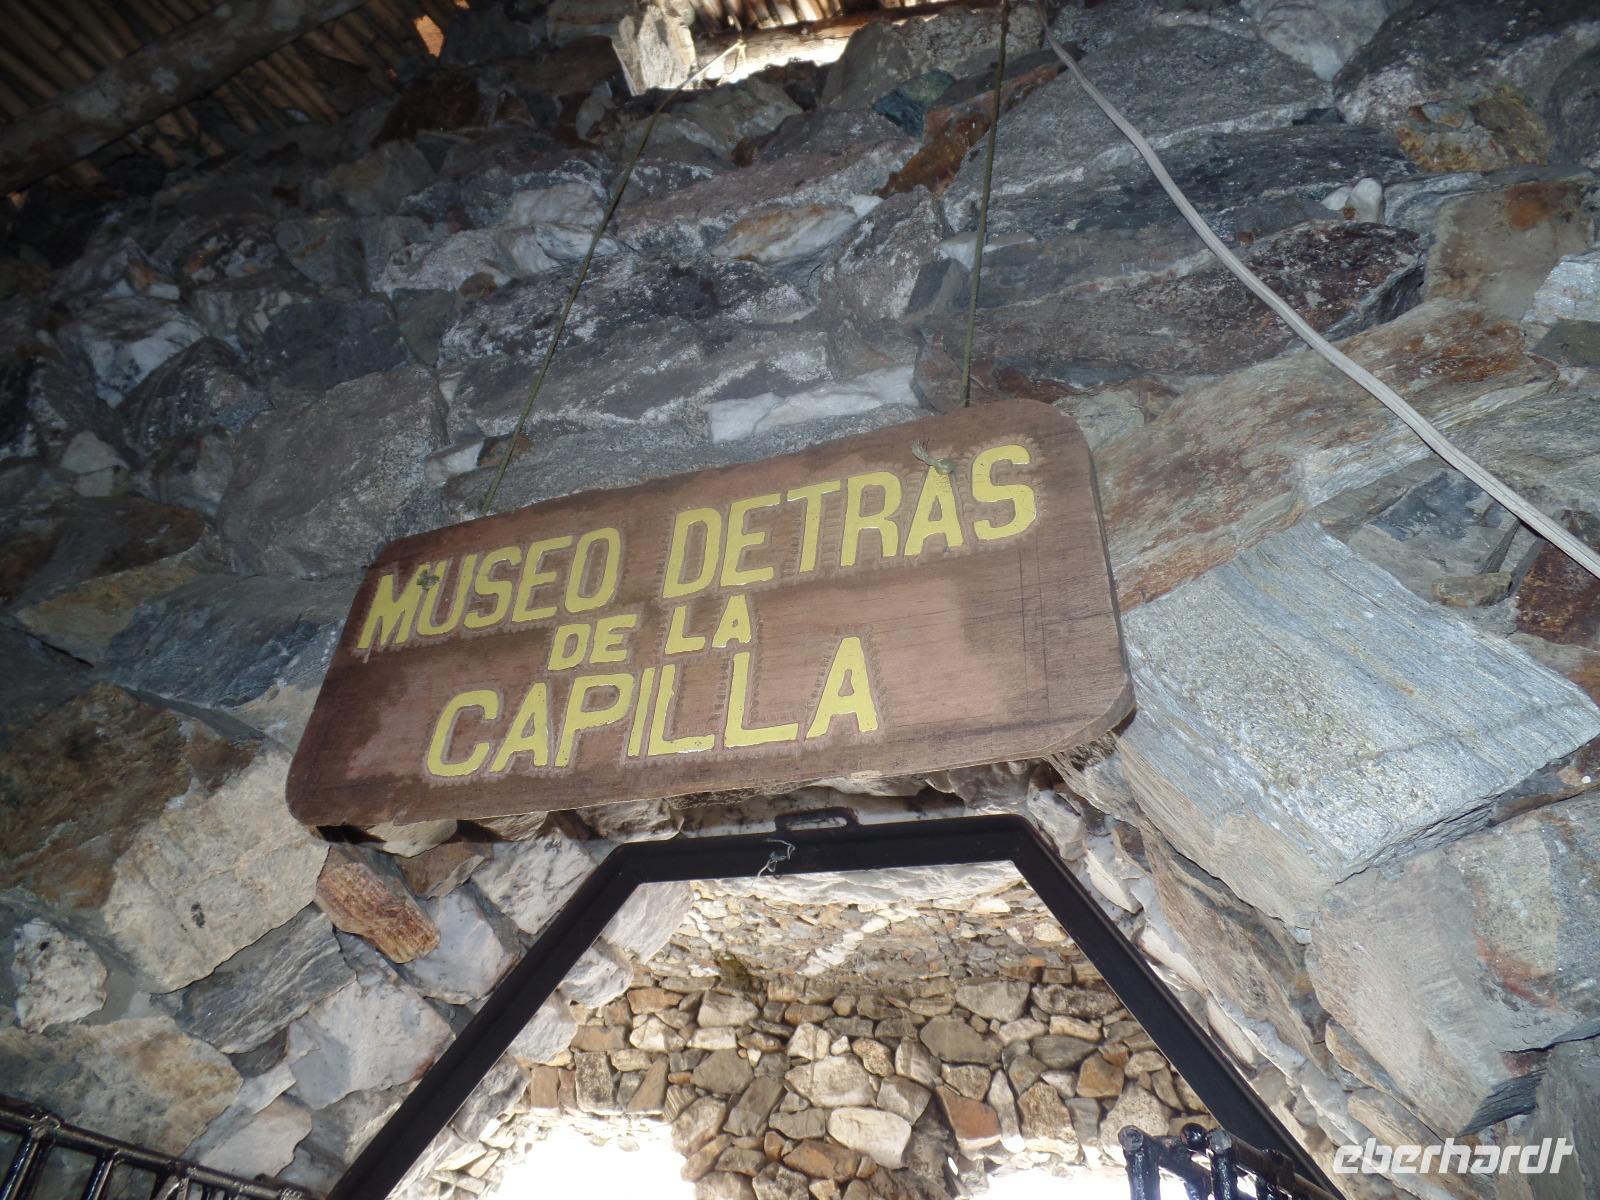 MUSEO DETRAS
DE LA
CAPILLA
eberhardt